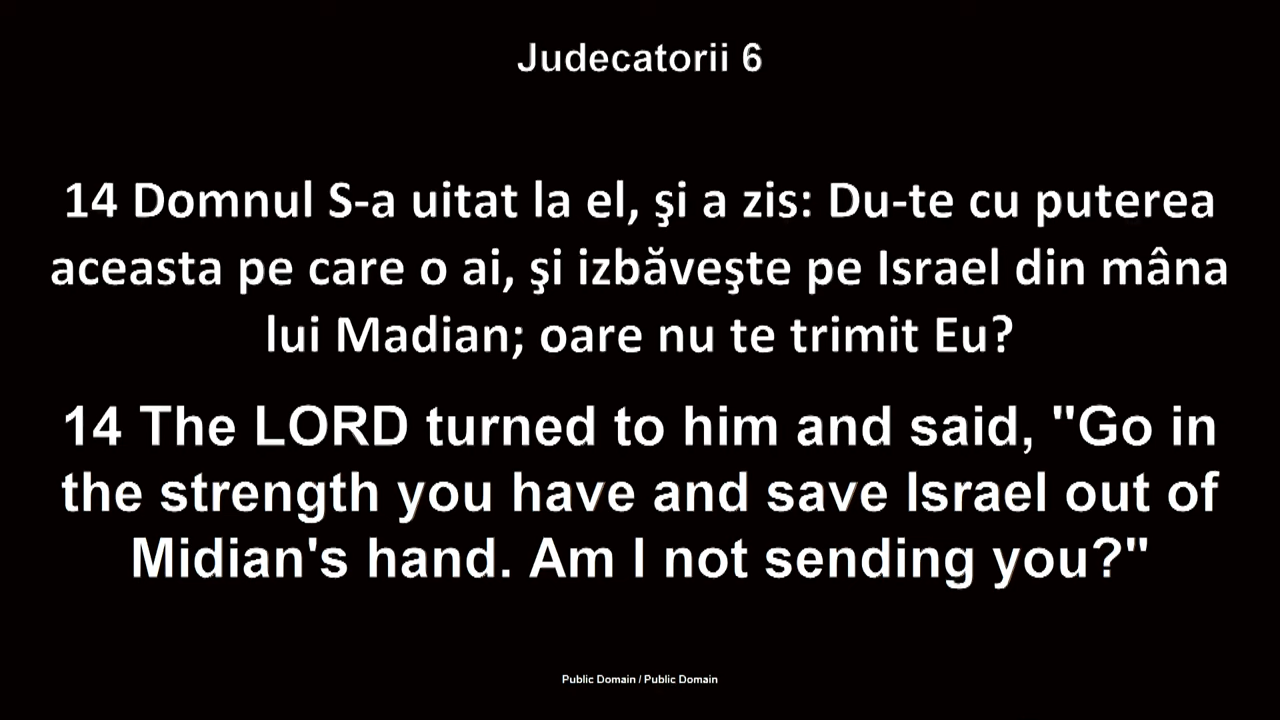 Judecatorii 6
14 Domnul S-a uitat la el, şi a zis: Du-te cu puterea
aceasta pe care o ai, şi izbăveşte pe Israel din mâna
lui Madian; oare nu te trimit Eu?
14 The LORD turned to him and said, "Go in
the strength you have and save Israel out of
Midian's hand. Am I not sending you?"
Public Domain / Public Domain